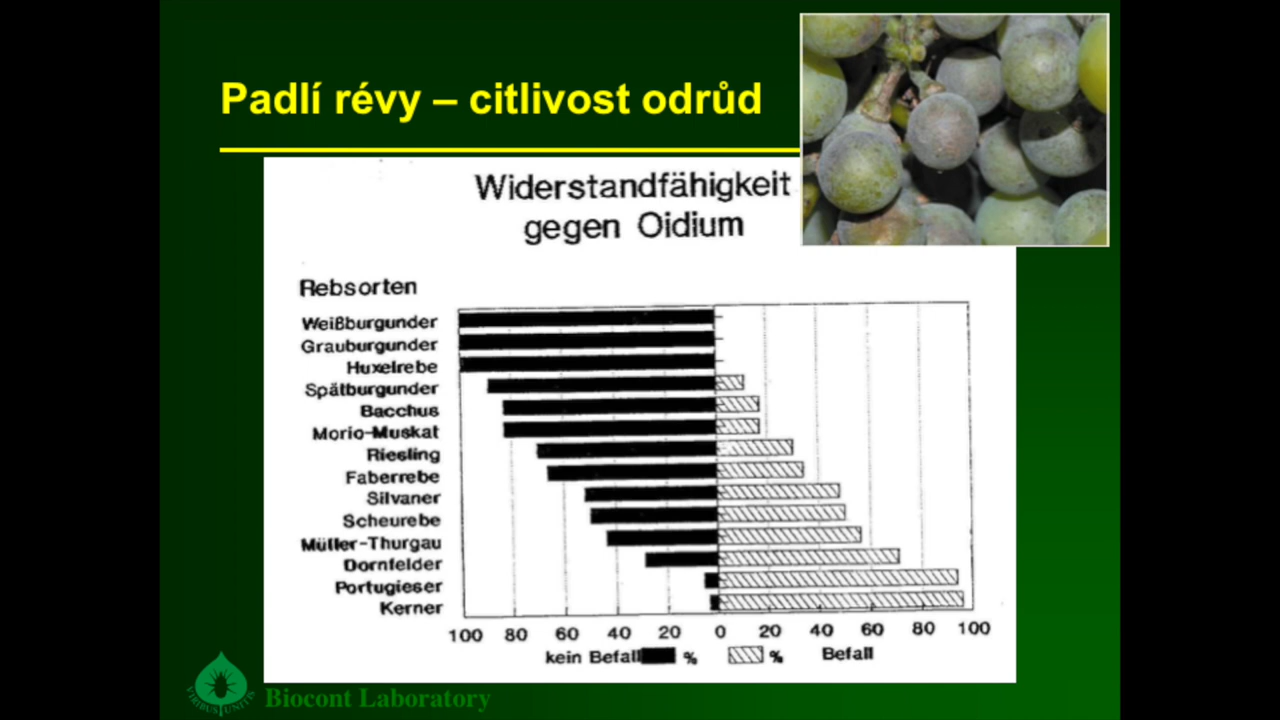 Padlí révy – citlivost odrůd
Widerstandfähigkeit
gegen Oidium
Rebsorten
Weißburgunder
Grauburgunder
Huxelrebe
Spätburgunder
Bacchus
Morio-Muskat
Riesling
Faberrebe
Silvaner
Scheurebe
Müller-Thurgau
Dornfelder
Portugieser
Kerner
100 80 60 40 20 0 20 40 60 80 100
kein Befall % % Befall
VIRIBUS UNITIS
Biocont Laboratory